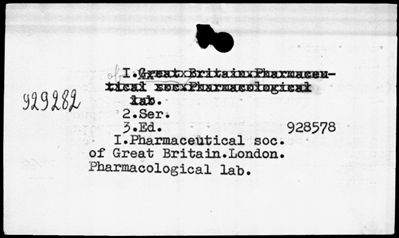 I.Great Britain.Pharmaceu-
tical soc.Pharmacological
lab.
929282
2.Ser.
3.Ed. 928578
I.Pharmaceutical soc.
of Great Britain.London.
Pharmacological lab.